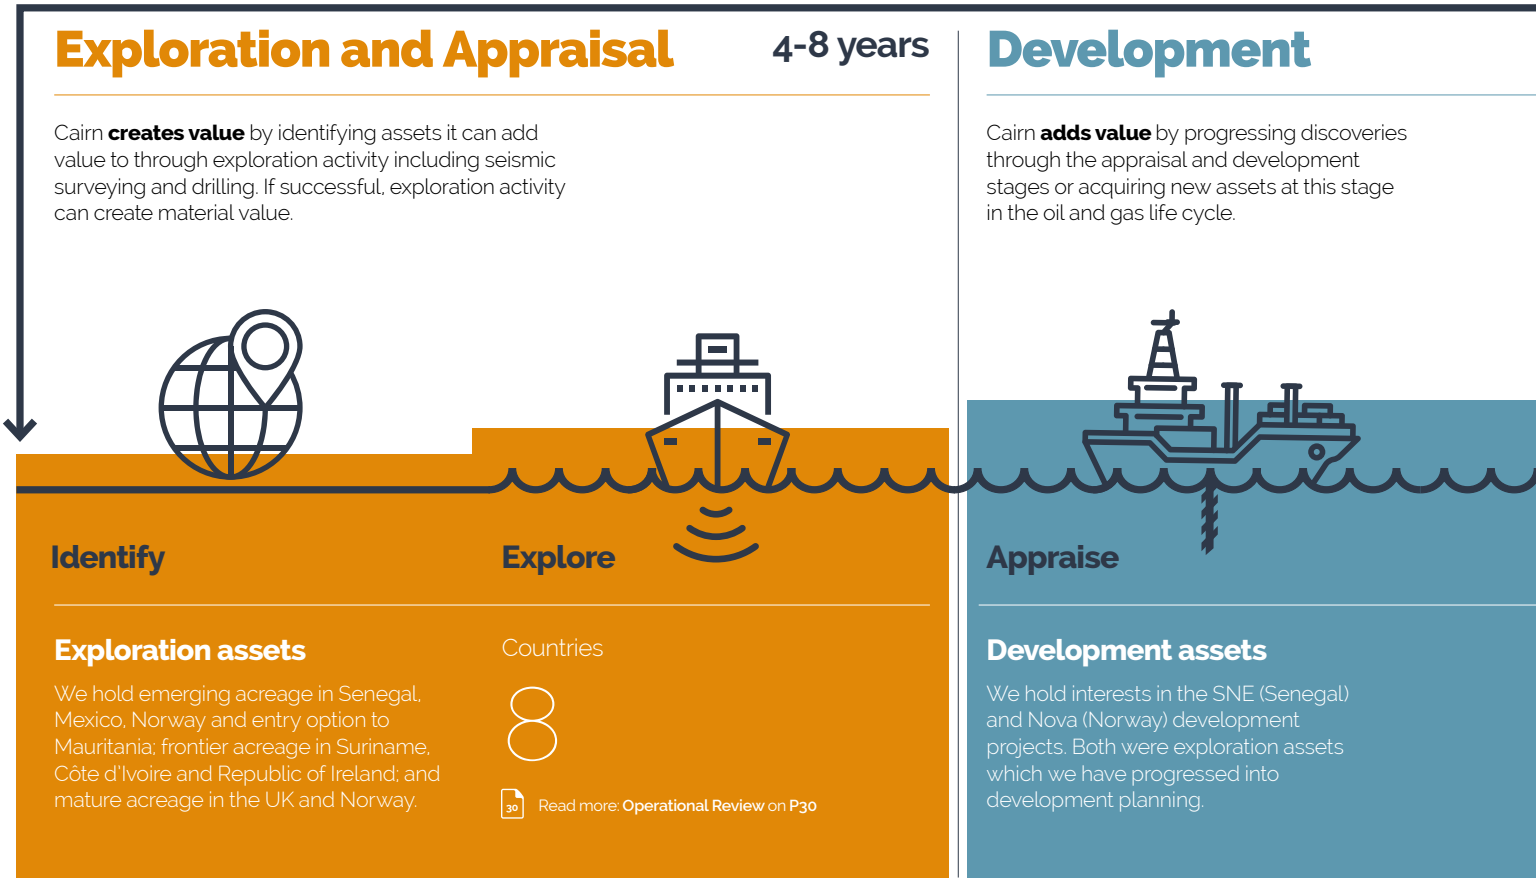 Exploration and Appraisal
4-8 years
Cairn creates value by identifying assets it can add
value to through exploration activity including seismic
surveying and drilling. If successful, exploration activity
can create material value.
Identify
Explore
Exploration assets
We hold emerging acreage in Senegal,
Mexico, Norway and entry option to
Mauritania; frontier acreage in Suriname,
Côte d'Ivoire and Republic of Ireland; and
mature acreage in the UK and Norway.
Countries
8
30
Read more: Operational Review on P30
Development
Cairn adds value by progressing discoveries
through the appraisal and development
stages or acquiring new assets at this stage
in the oil and gas life cycle.
Appraise
Development assets
We hold interests in the SNE (Senegal)
and Nova (Norway) development
projects. Both were exploration assets
which we have progressed into
development planning.